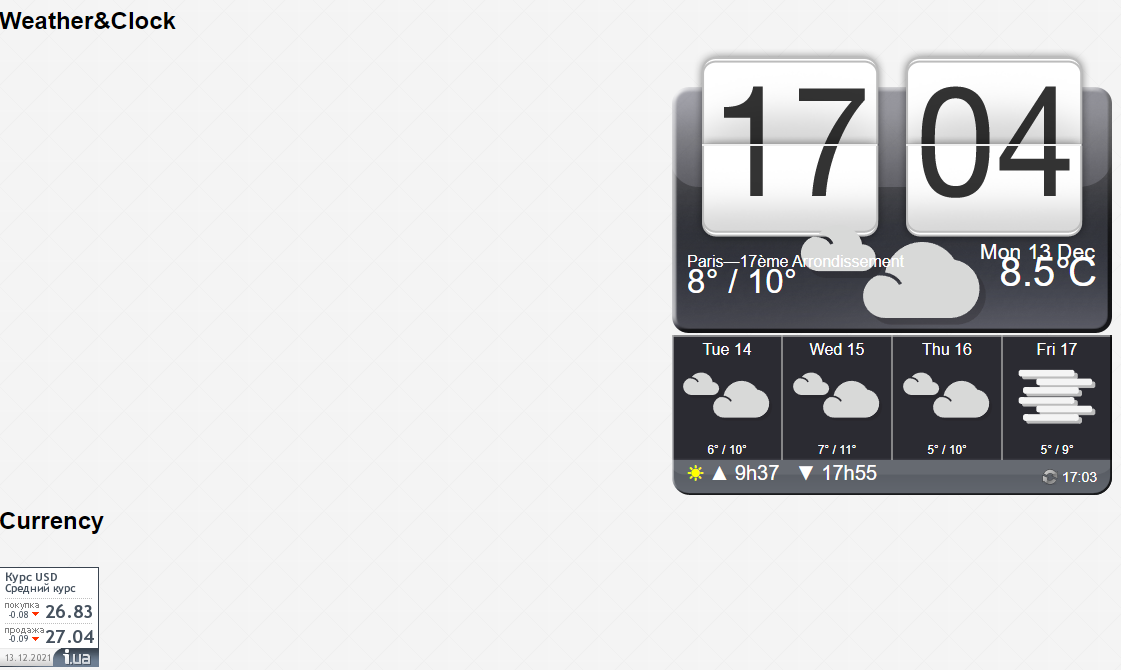 Weather&Clock
17 04
Mon 13 Dec
Paris—17ème Arrondissement
8° / 10°
8.5°C
Tue 14
Wed 15
Thu 16
Fri 17
6° / 10°
7° / 11°
5° / 10°
5° / 9°
▲ 9h37 ▼ 17h55
17:03
Currency
Курс USD
Средний курс
покупка
-0.08 26.83
продажа
-0.09 27.04
13.12.2021 i.ua